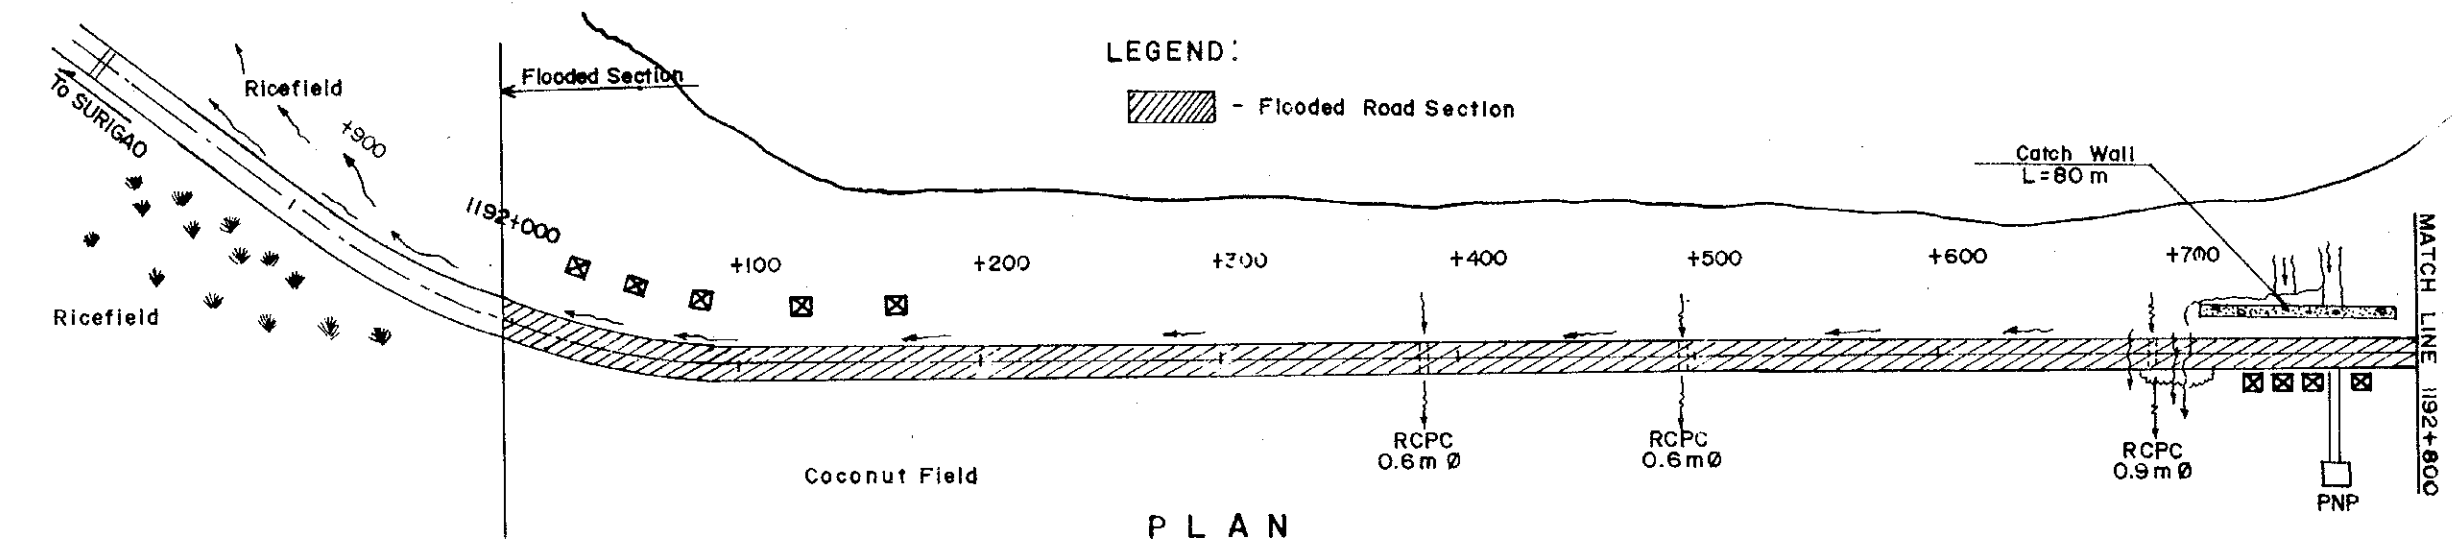 LEGEND:
- Flooded Road Section
Flooded Section
Ricefield
To SURIGAO
+900
Catch Wall
L=80 m
1192+000
+100
+200
+300
+400
+500
+600
+700
MATCH LINE 1192+800
Ricefield
RCPC
0.6m Ø
RCPC
0.6mØ
RCPC
0.9mØ
Coconut Field
PNP
PLAN